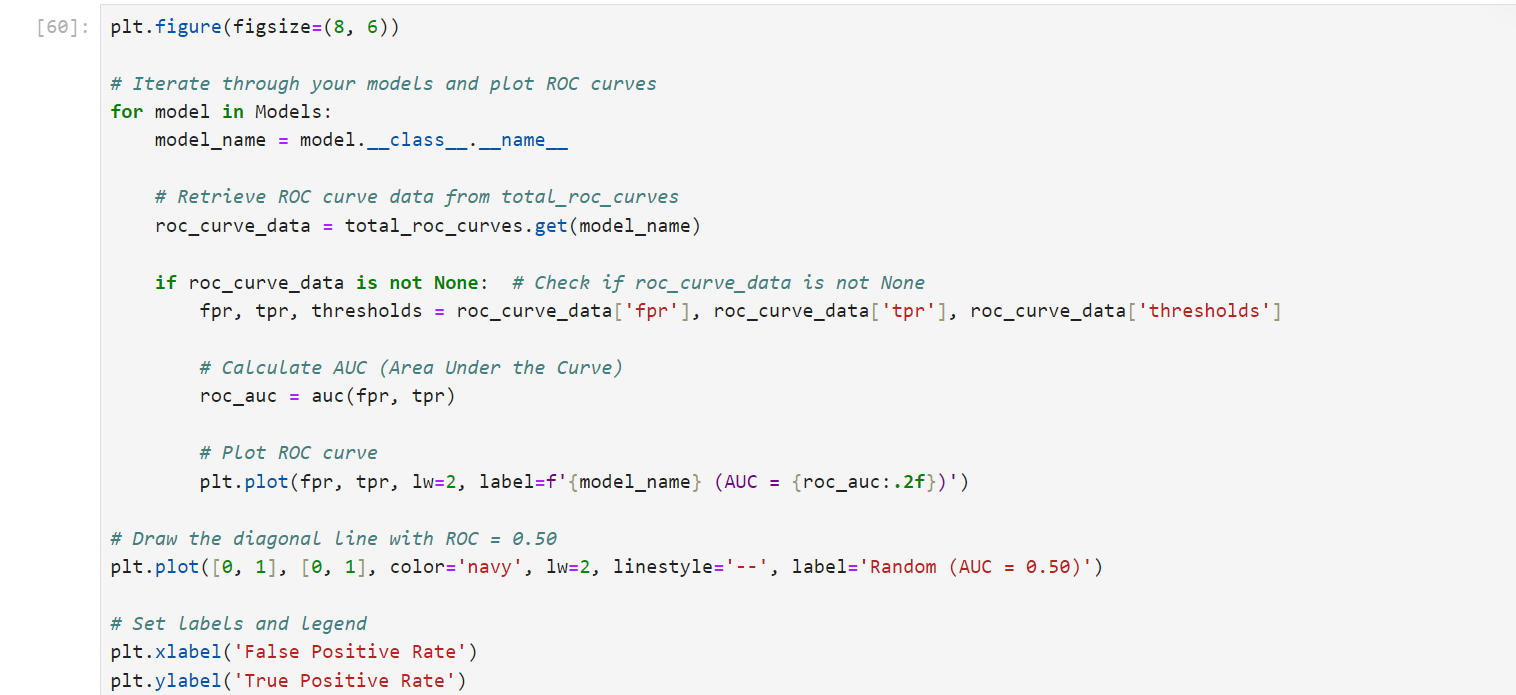 [60]: plt.figure(figsize=(8, 6))
# Iterate through your models and plot ROC curves
for model in Models:
    model_name = model.__class__.__name__
    # Retrieve ROC curve data from total_roc_curves
    roc_curve_data = total_roc_curves.get(model_name)
    if roc_curve_data is not None:  # Check if roc_curve_data is not None
        fpr, tpr, thresholds = roc_curve_data['fpr'], roc_curve_data['tpr'], roc_curve_data['thresholds']
        # Calculate AUC (Area Under the Curve)
        roc_auc = auc(fpr, tpr)
        # Plot ROC curve
        plt.plot(fpr, tpr, lw=2, label=f'{model_name} (AUC = {roc_auc:.2f})')
# Draw the diagonal line with ROC = 0.50
plt.plot([0, 1], [0, 1], color='navy', lw=2, linestyle='--', label='Random (AUC = 0.50)')
# Set labels and legend
plt.xlabel('False Positive Rate')
plt.ylabel('True Positive Rate')